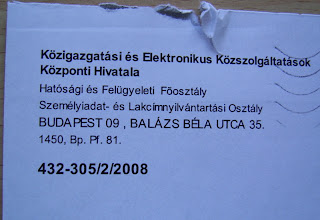 Közigazgatási és Elektronikus Közszolgáltatások
Központi Hivatala
Hatósági és Felügyeleti Főosztály
Személyiadat- és Lakcímnyilvántartási Osztály
BUDAPEST 09 , BALÁZS BÉLA UTCA 35.
1450, Bp. Pf. 81.
432-305/2/2008